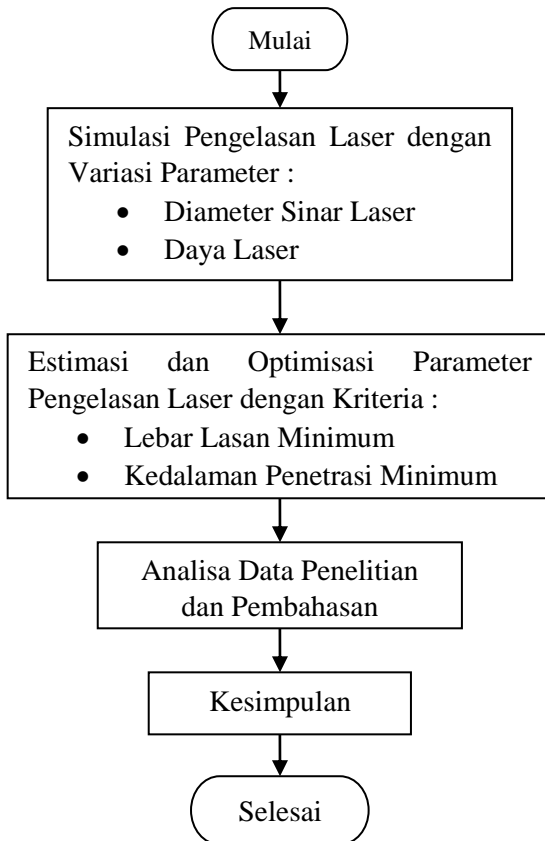 Mulai
Simulasi Pengelasan Laser dengan
Variasi Parameter :
• Diameter Sinar Laser
• Daya Laser
Estimasi dan Optimisasi Parameter
Pengelasan Laser dengan Kriteria :
• Lebar Lasan Minimum
• Kedalaman Penetrasi Minimum
Analisa Data Penelitian
dan Pembahasan
Kesimpulan
Selesai